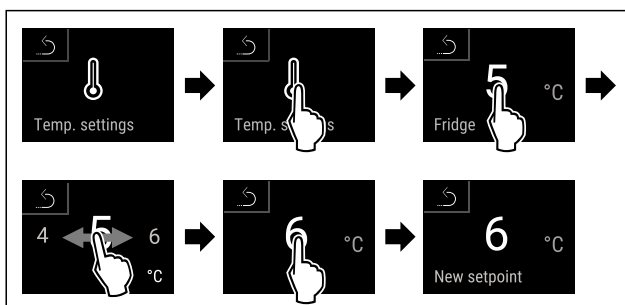 Temp. settings
Temp.
5 °C
Fridge
4 5 6
°C
6 °C
6 °C
New setpoint